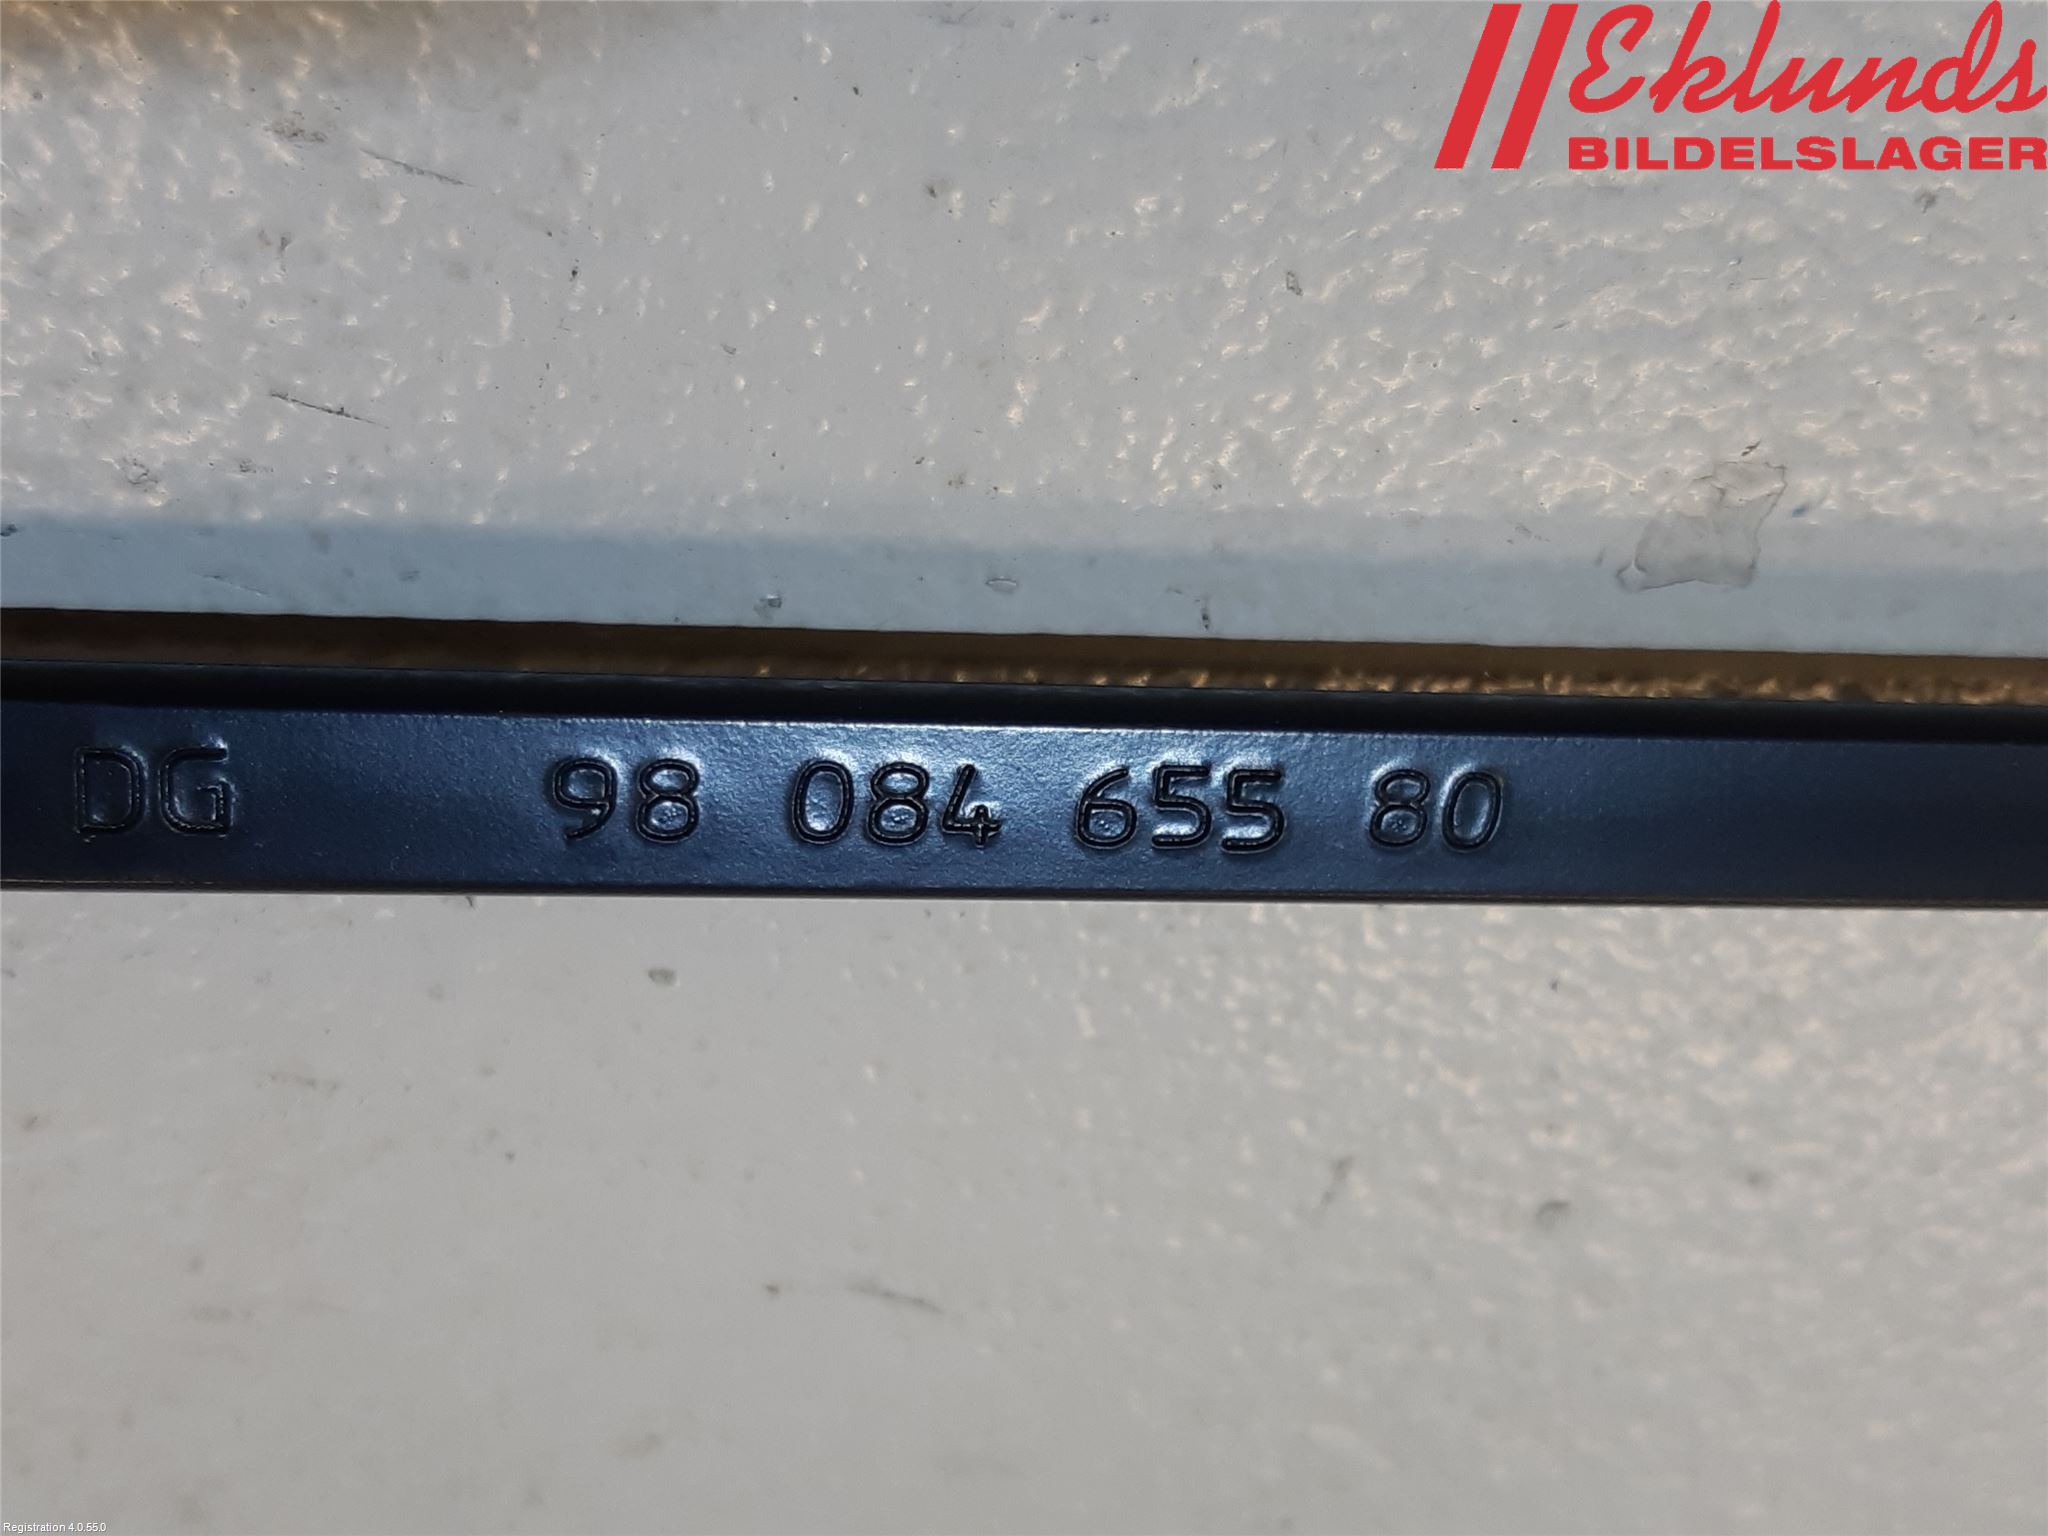 Eklunds
BILDELSLAGER
DG 98 084 655 80
Registration 4.0.55.0